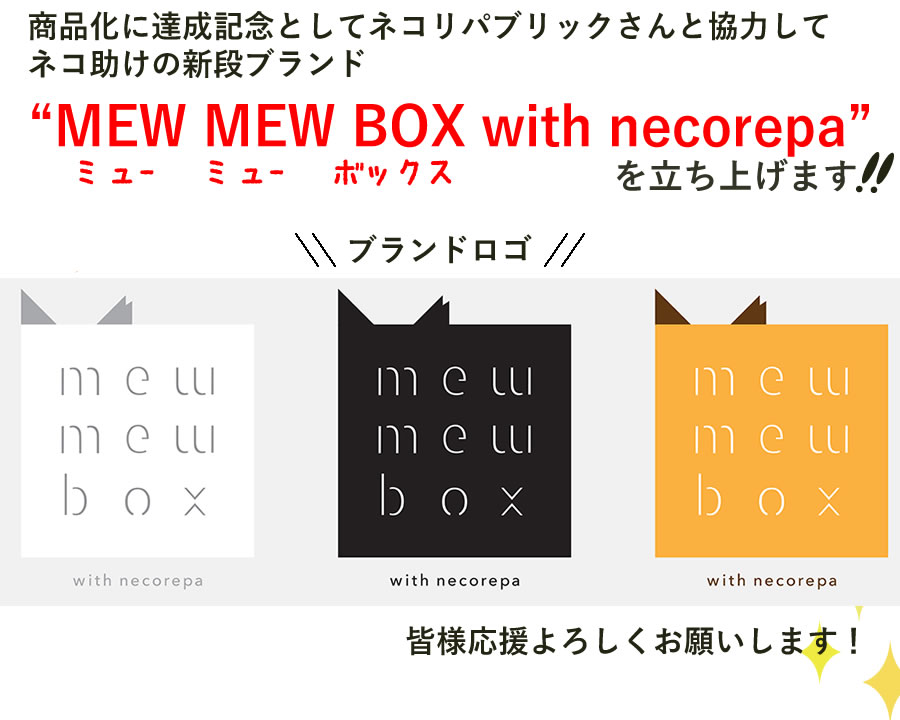 商品化に達成記念としてネコリパブリックさんと協力して
ネコ助けの新段ブランド
“MEW MEW BOX with necorepa”
ミュー ミュー ボックス
を立ち上げます!!
\\ ブランドロゴ //
mew
mew
box
with necorepa
mew
mew
box
with necorepa
mew
mew
box
with necorepa
皆様応援よろしくお願いします！